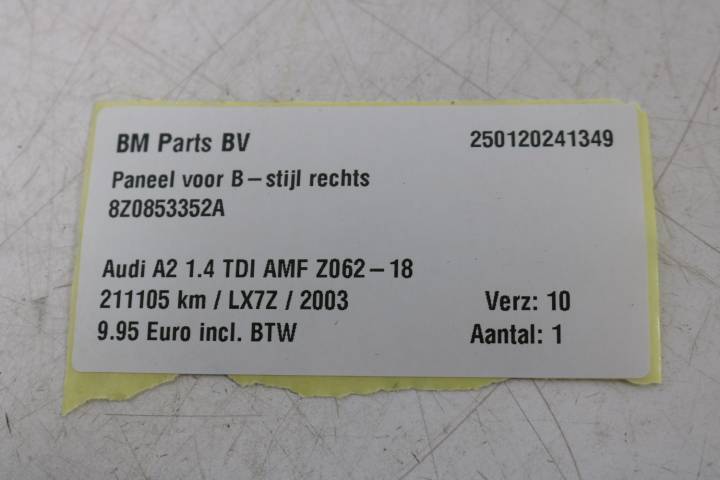 BM Parts BV 250120241349
Paneel voor B-stijl rechts
8Z0853352A
Audi A2 1.4 TDI AMF Z062-18
211105 km / LX7Z / 2003 Verz: 10
9.95 Euro incl. BTW Aantal: 1